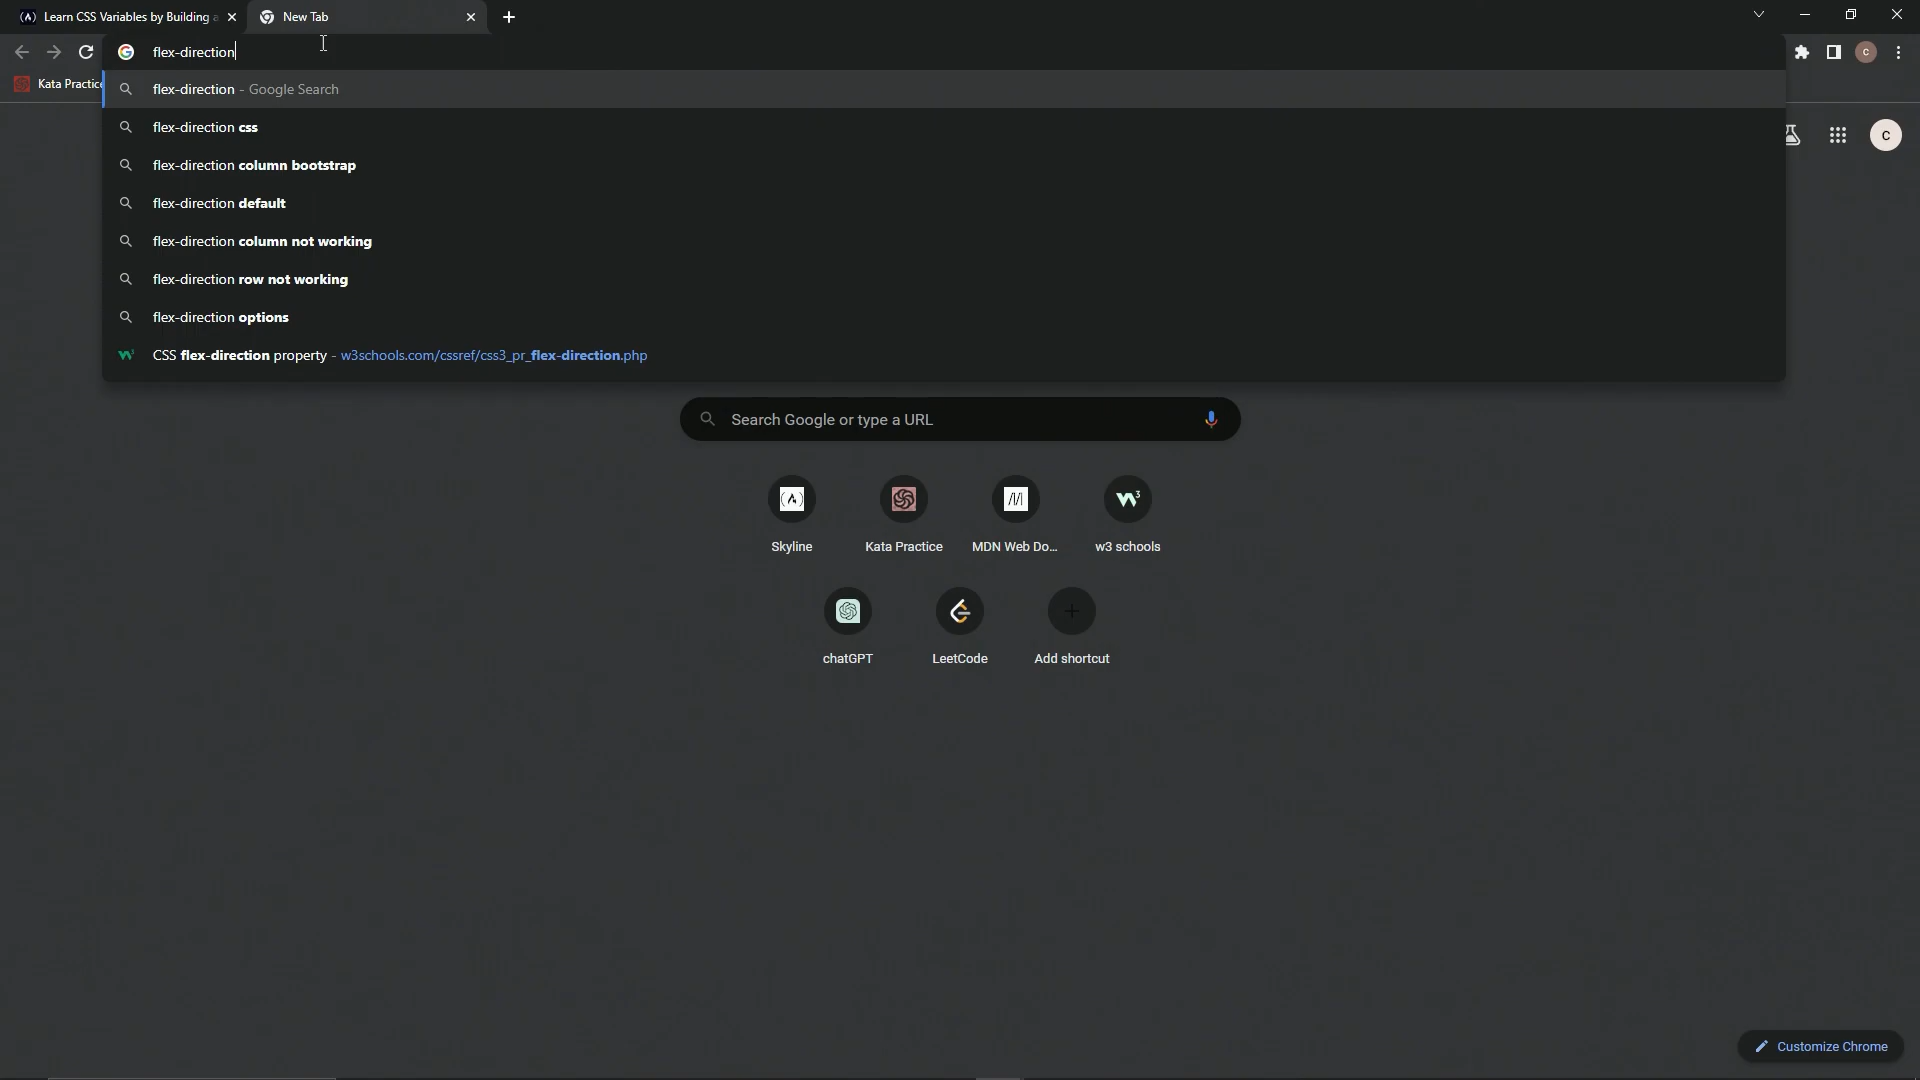 Learn CSS Variables by Building a
New Tab
flex-direction
Kata Practice
flex-direction - Google Search
flex-direction css
flex-direction column bootstrap
flex-direction default
flex-direction column not working
flex-direction row not working
flex-direction options
CSS flex-direction property - w3schools.com/cssref/css3_pr_flex-direction.php
C
C
Search Google or type a URL
Skyline
Kata Practice
MDN Web Do...
w3 schools
chatGPT
LeetCode
Add shortcut
Customize Chrome